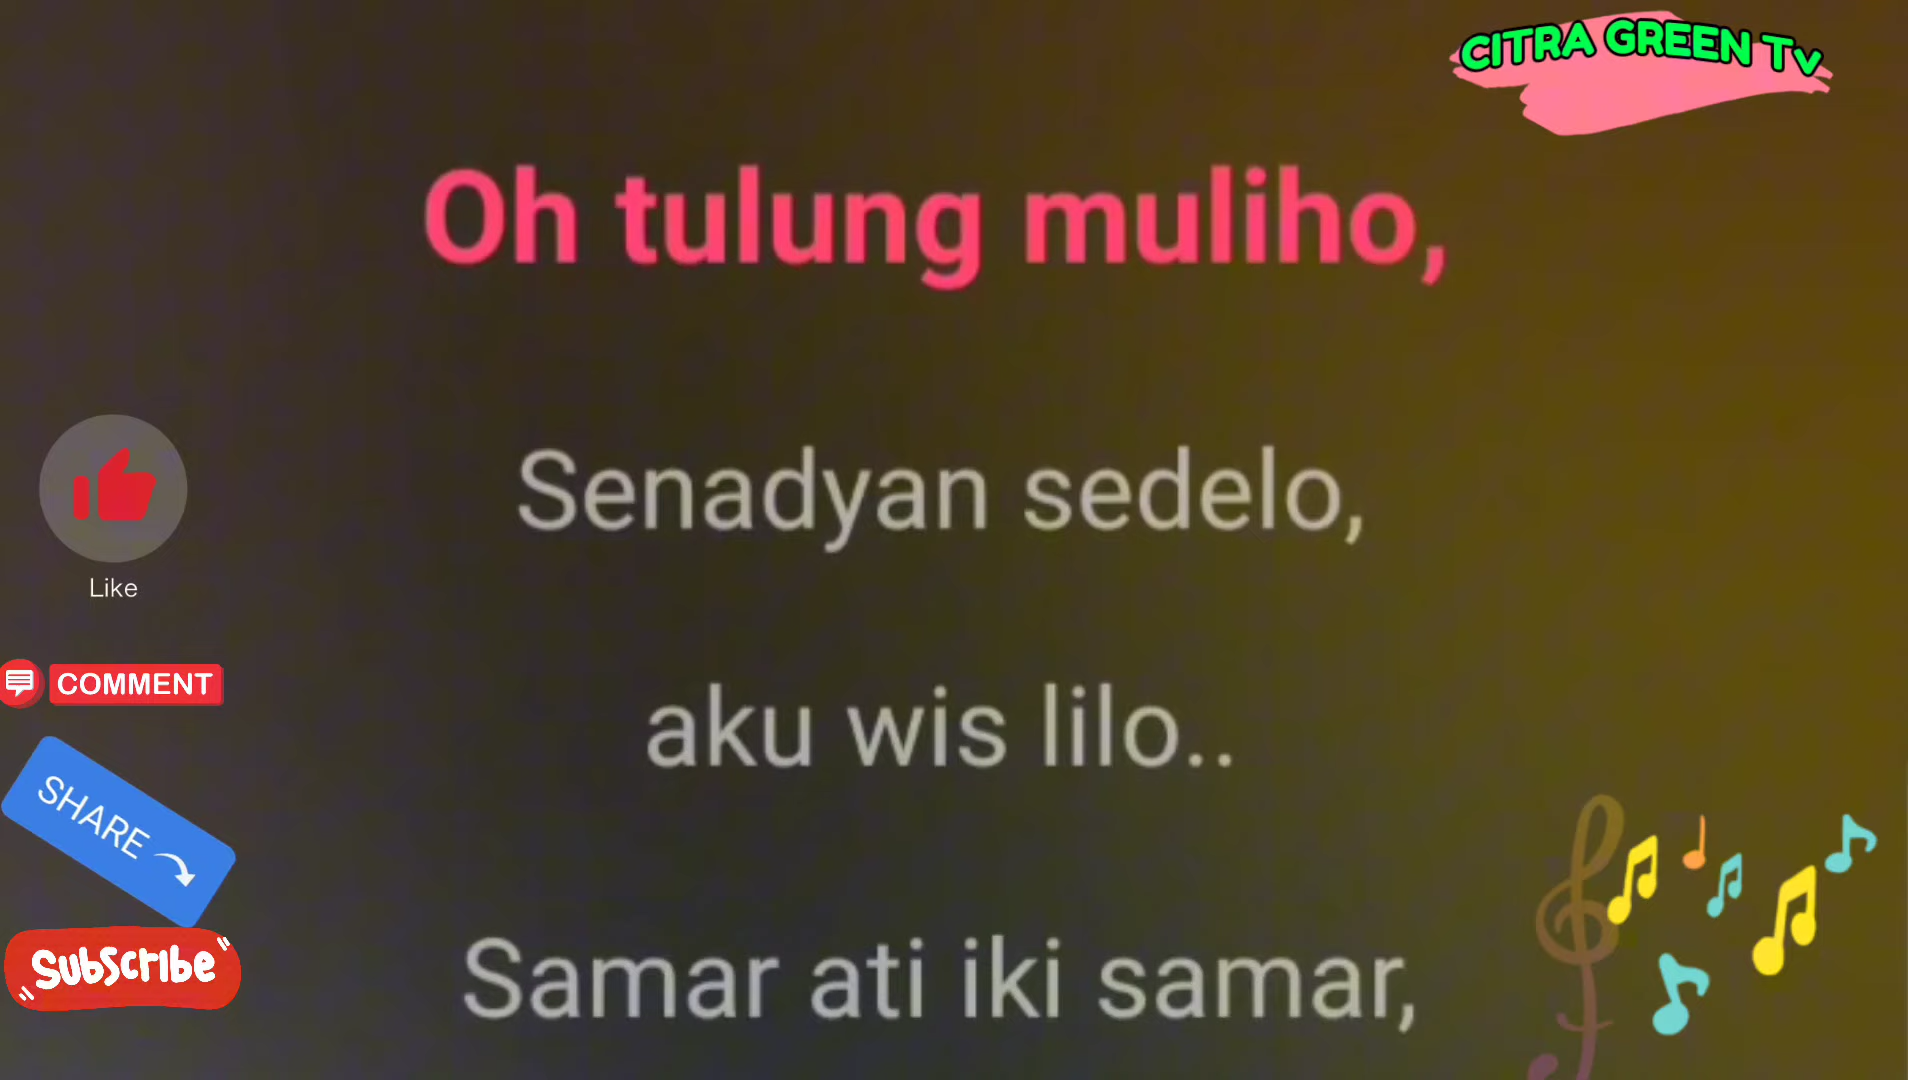 CITRA GREEN Tv
Oh tulung muliho,
Senadyan sedelo,
aku wis lilo..
Samar ati iki samar,
Like
COMMENT
SHARE
Subscribe